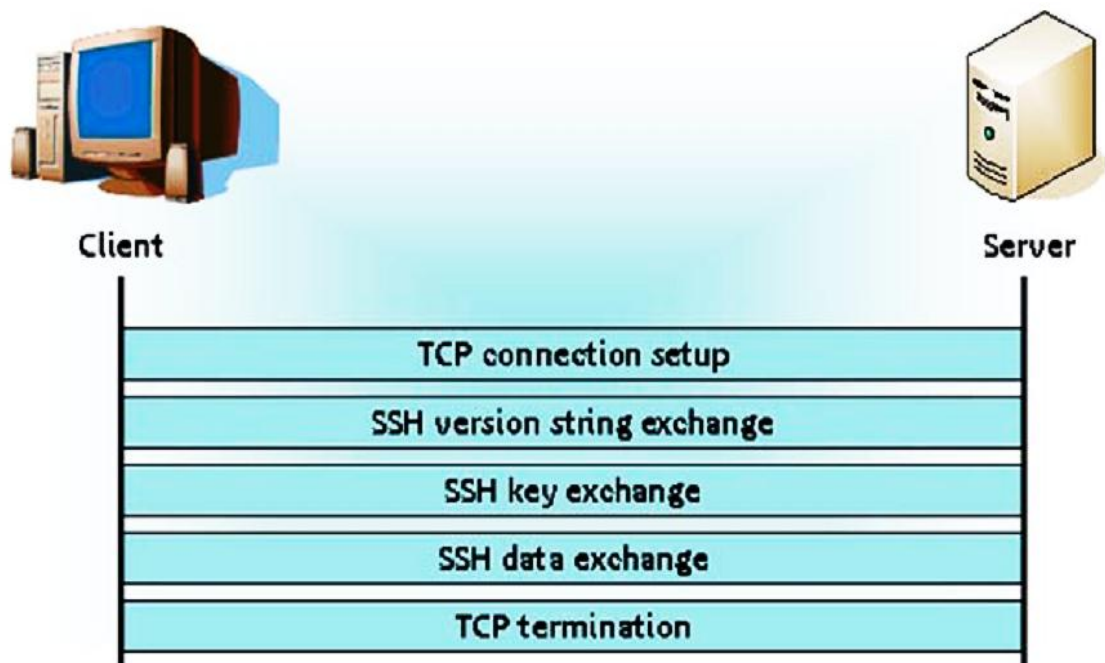 Client
Server
TCP connection setup
SSH version string exchange
SSH key exchange
SSH data exchange
TCP termination